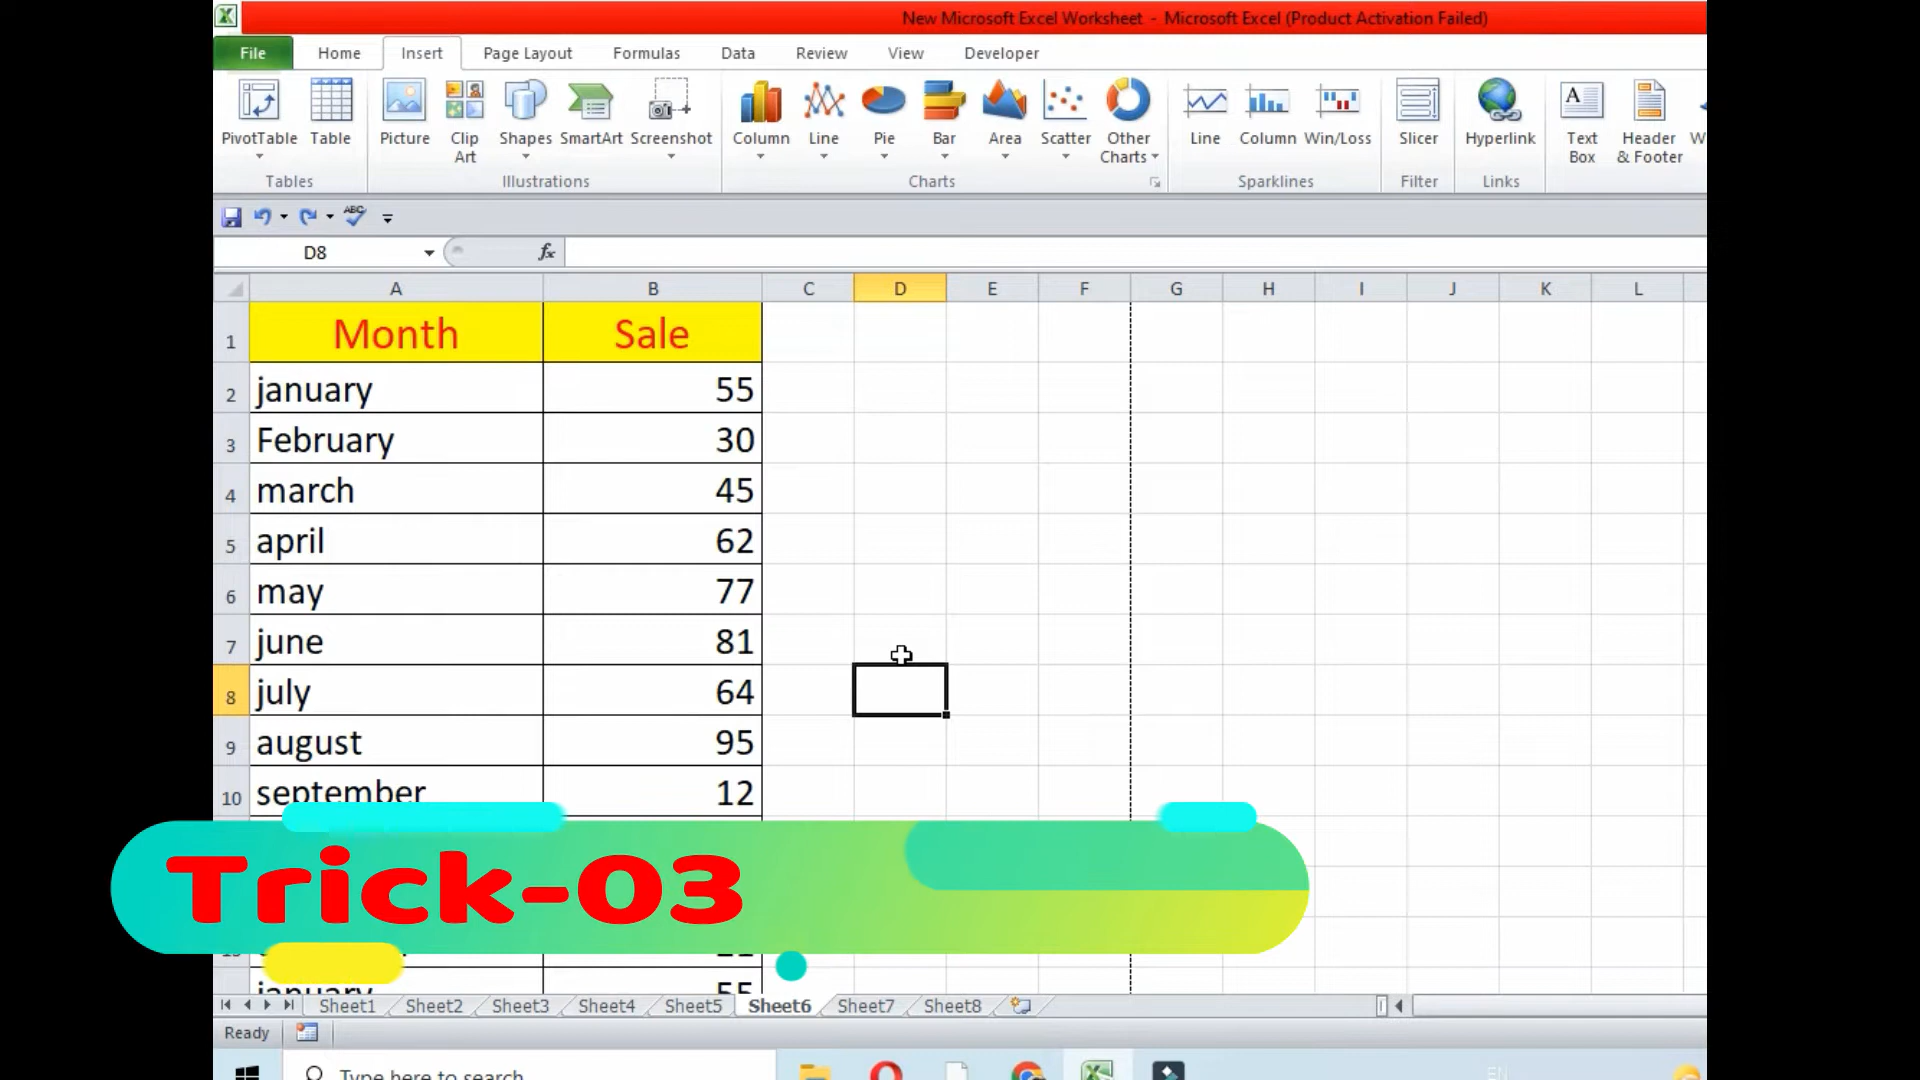 New Microsoft Excel Worksheet - Microsoft Excel (Product Activation Failed)
File Home Insert Page Layout Formulas Data Review View Developer
PivotTable Table Picture Clip Art Shapes SmartArt Screenshot Column Line Pie Bar Area Scatter Other Charts Line Column Win/Loss Slicer Hyperlink Text Box Header & Footer
Tables Illustrations Charts Sparklines Filter Links
ABC
D8 fx
A B C D E F G H I J K L
1 Month Sale
2 january 55
3 February 30
4 march 45
5 april 62
6 may 77
7 june 81
8 july 64
9 august 95
10 september 12
Trick-03
january 55
Sheet1 Sheet2 Sheet3 Sheet4 Sheet5 Sheet6 Sheet7 Sheet8
Ready
Type here to search